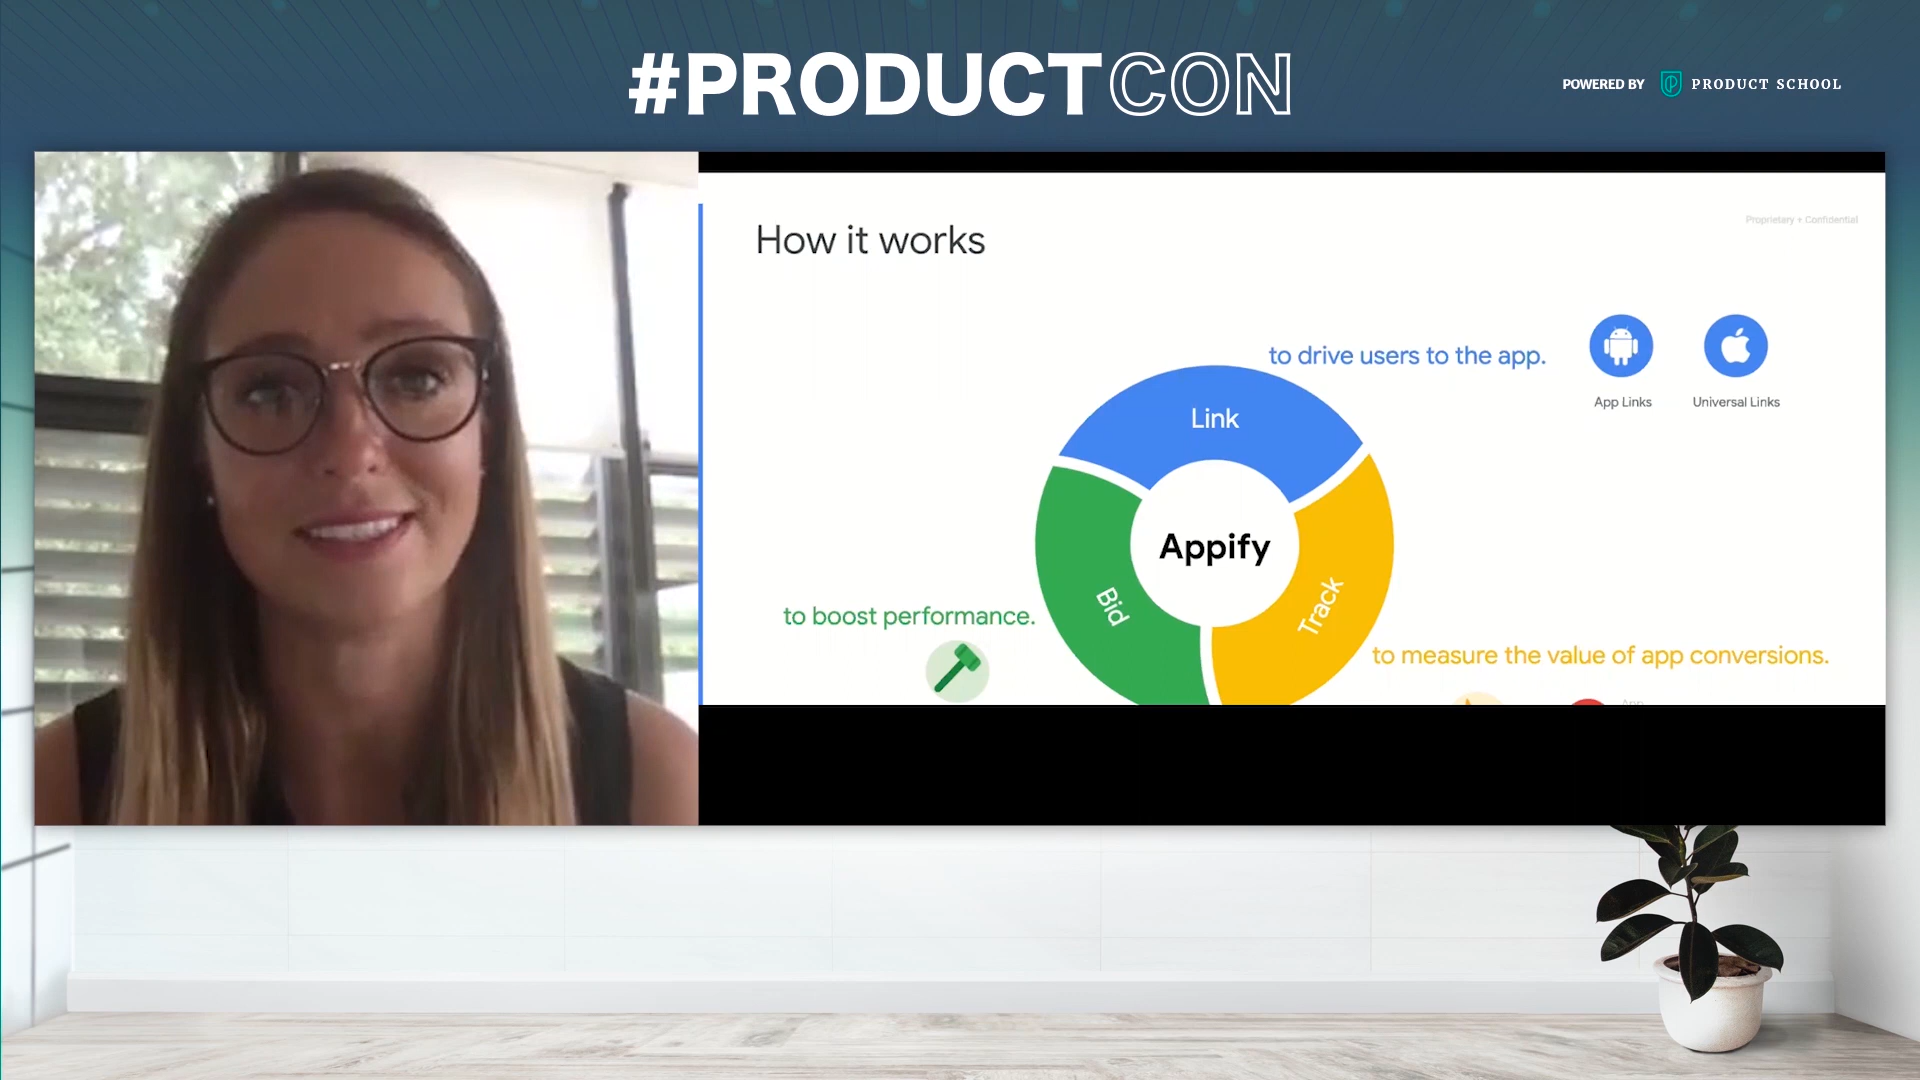 #PRODUCTCON
POWERED BY PRODUCT SCHOOL
How it works
Proprietary + Confidential
to drive users to the app.
App Links
Universal Links
Link
Appify
Bid
Track
to boost performance.
to measure the value of app conversions.
App